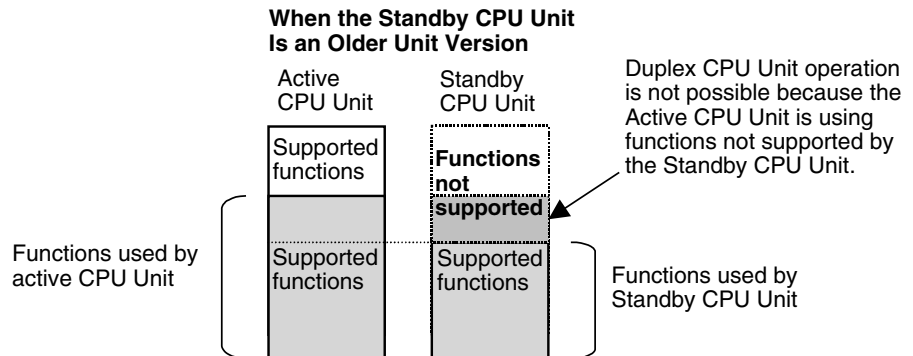 When the Standby CPU Unit
Is an Older Unit Version
Active
CPU Unit
Standby
CPU Unit
Duplex CPU Unit operation
is not possible because the
Active CPU Unit is using
functions not supported by
the Standby CPU Unit.
Supported
functions
Functions
not
supported
Functions used by
active CPU Unit
Supported
functions
Supported
functions
Functions used by
Standby CPU Unit